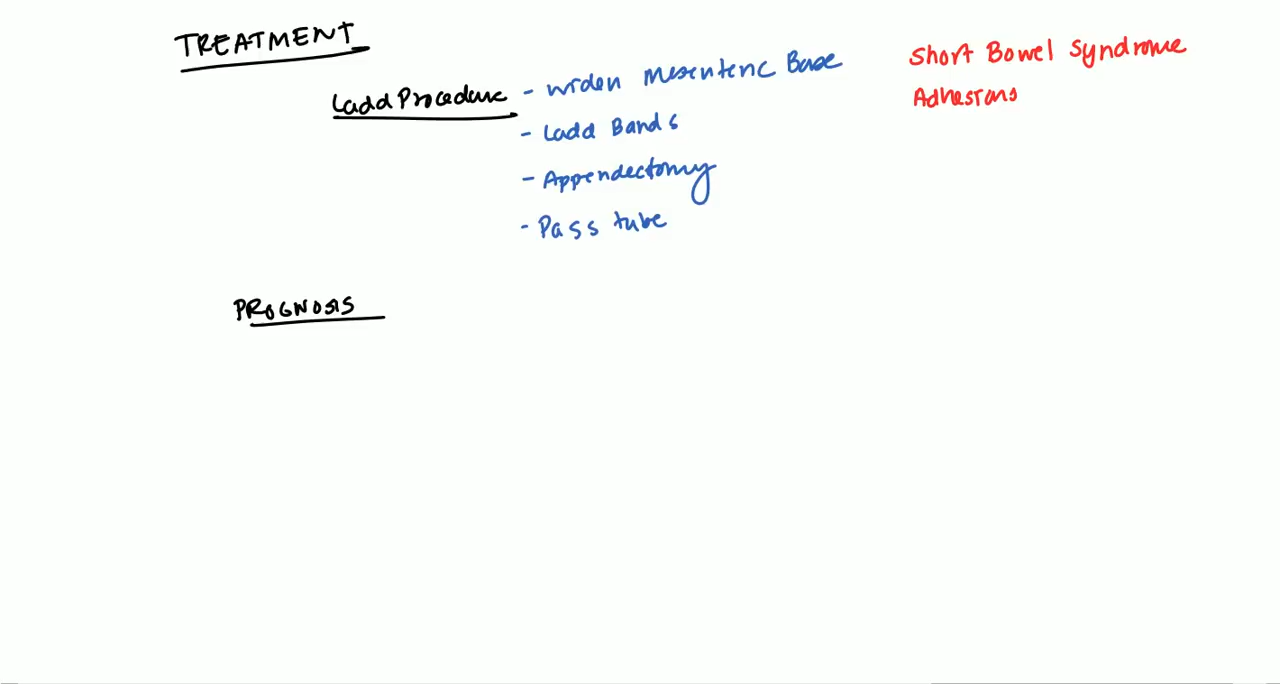 TREATMENT
Ladd Procedure - widen Mesenteric Base
- Ladd Bands
- Appendectomy
- Pass tube
Short Bowel Syndrome
Adhesions
PROGNOSIS